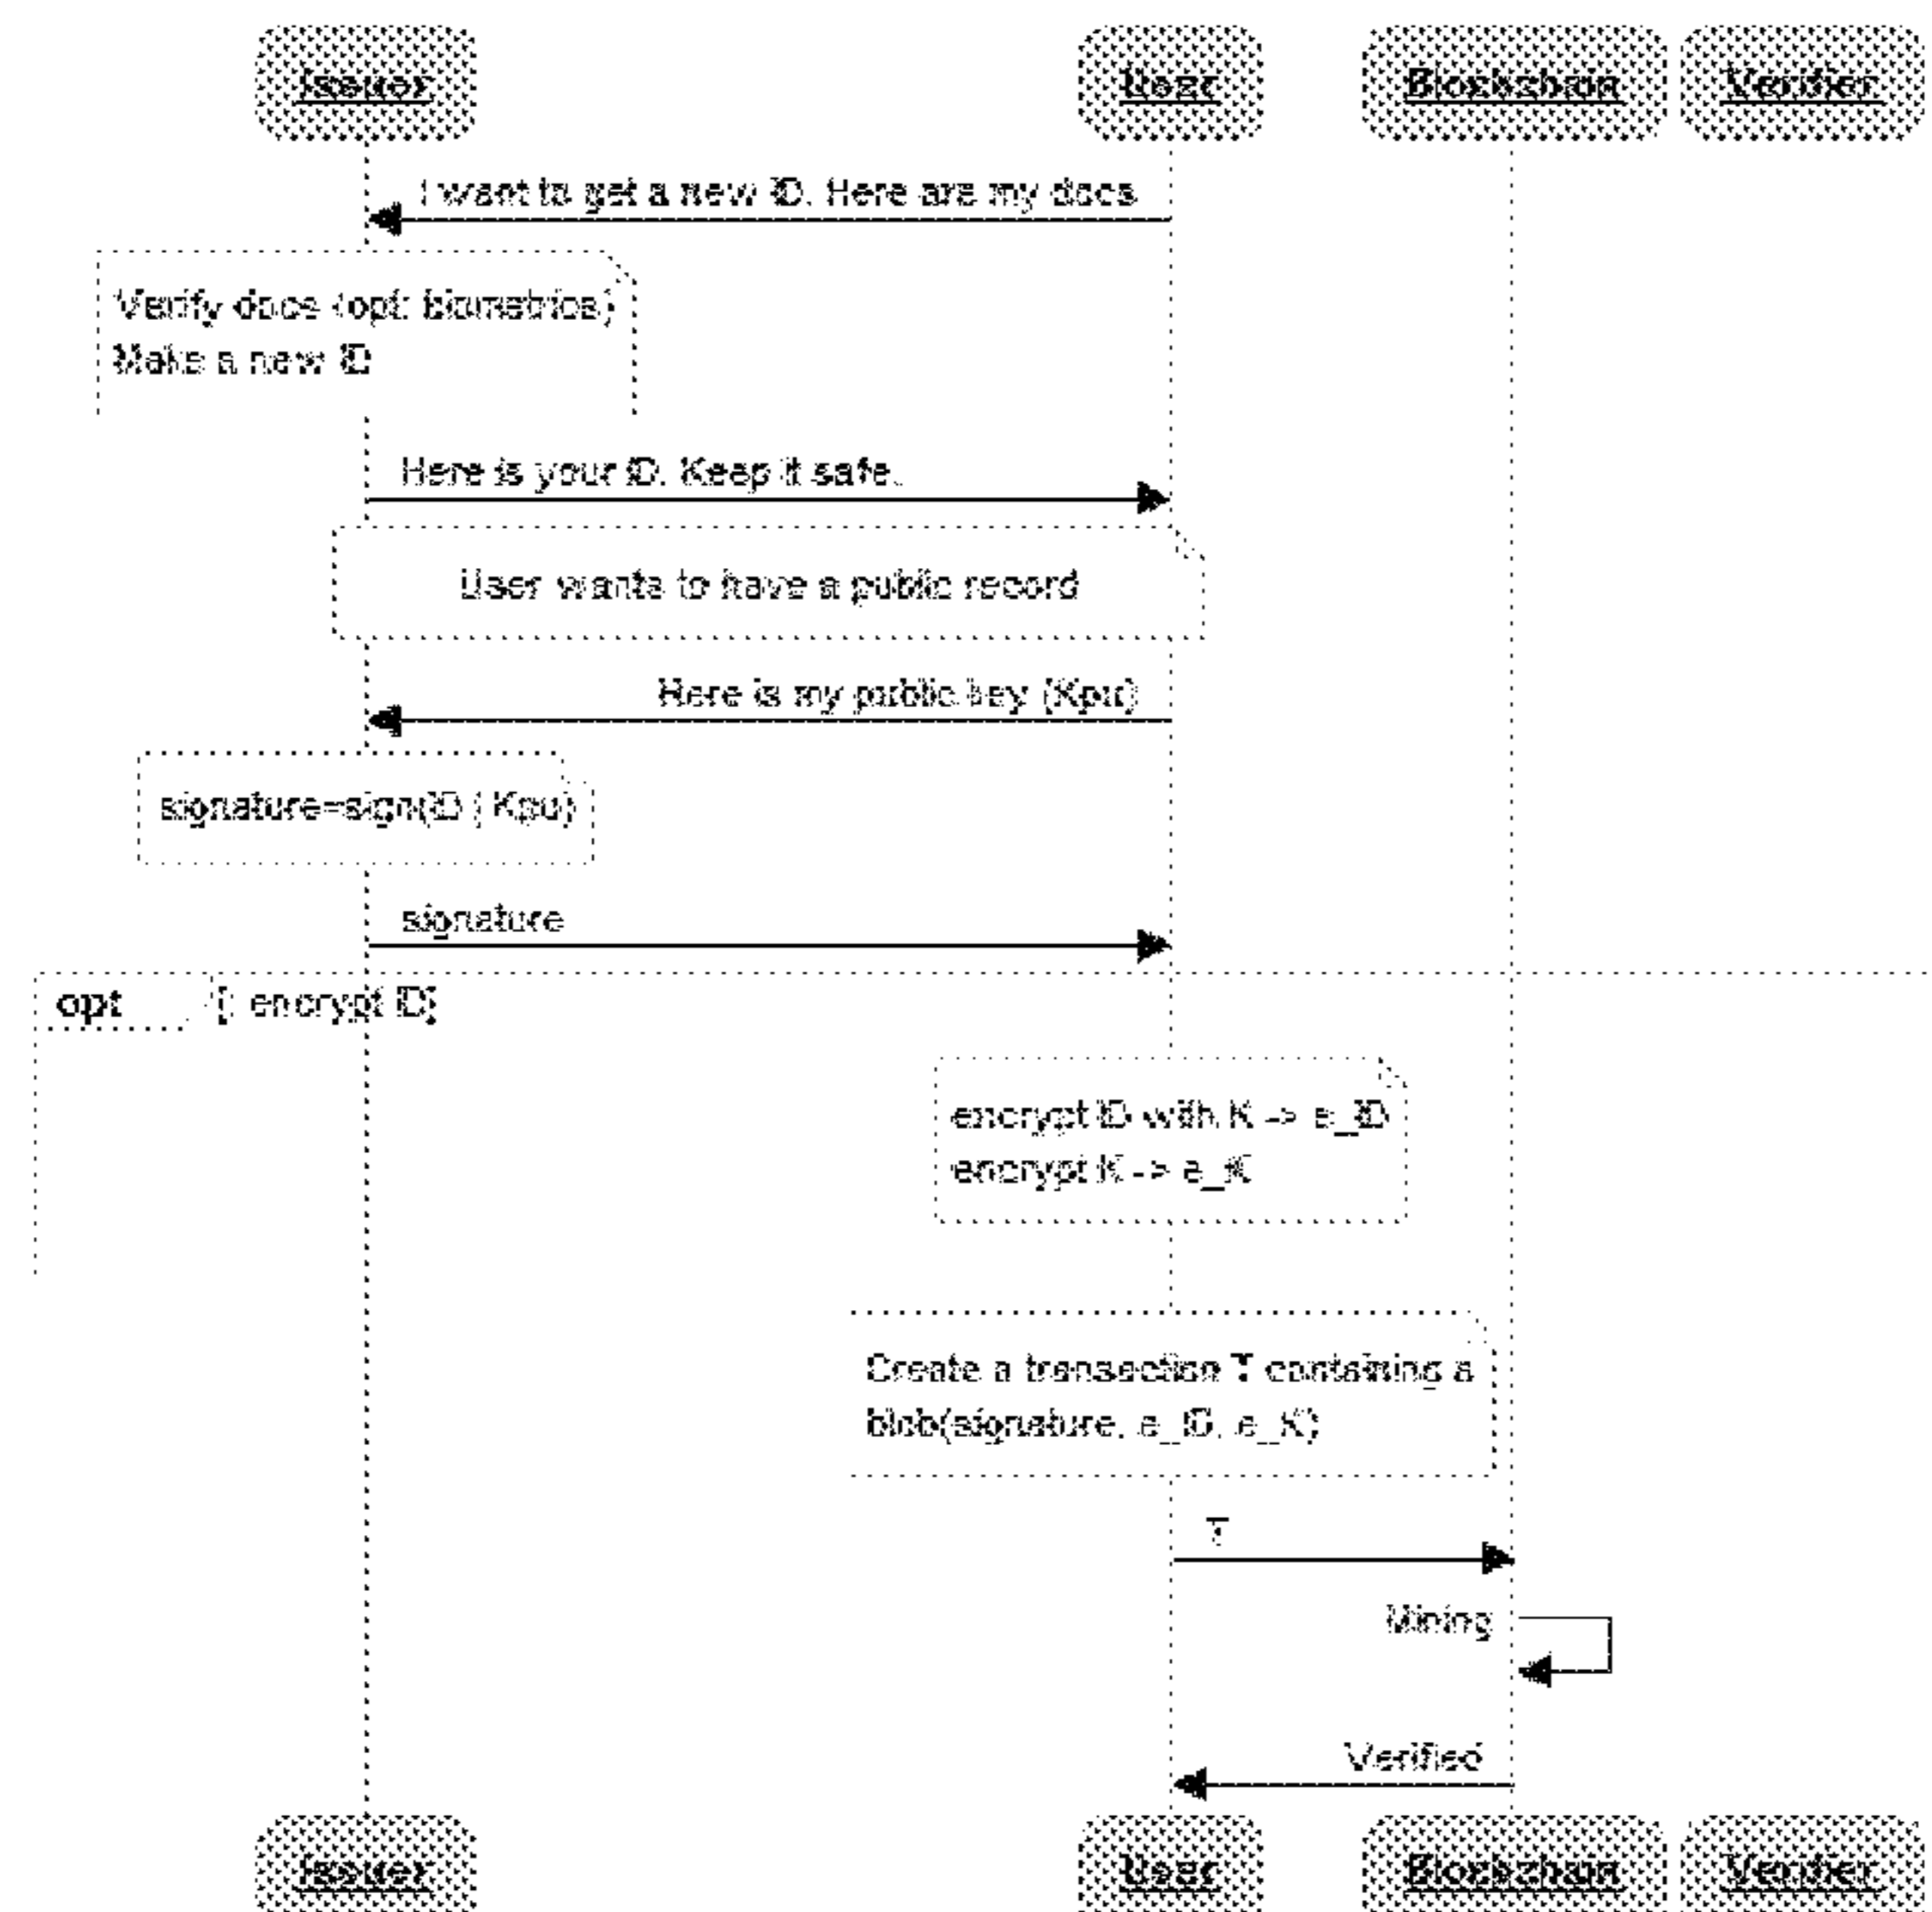 Issuer
User
Blockchain
Verifier
I want to get a new ID. Here are my docs
Verify docs (opt: biometrics)
Make a new ID
Here is your ID. Keep it safe.
User wants to have a public record
Here is my public key (Kpu)
signature=sign(ID | Kpu)
signature
opt [ encrypt ID]
encrypt ID with K -> e_ID
encrypt K -> e_K
Create a transaction T containing a
blob(signature, e_ID, e_K)
T
Mining
Verified
Issuer
User
Blockchain
Verifier